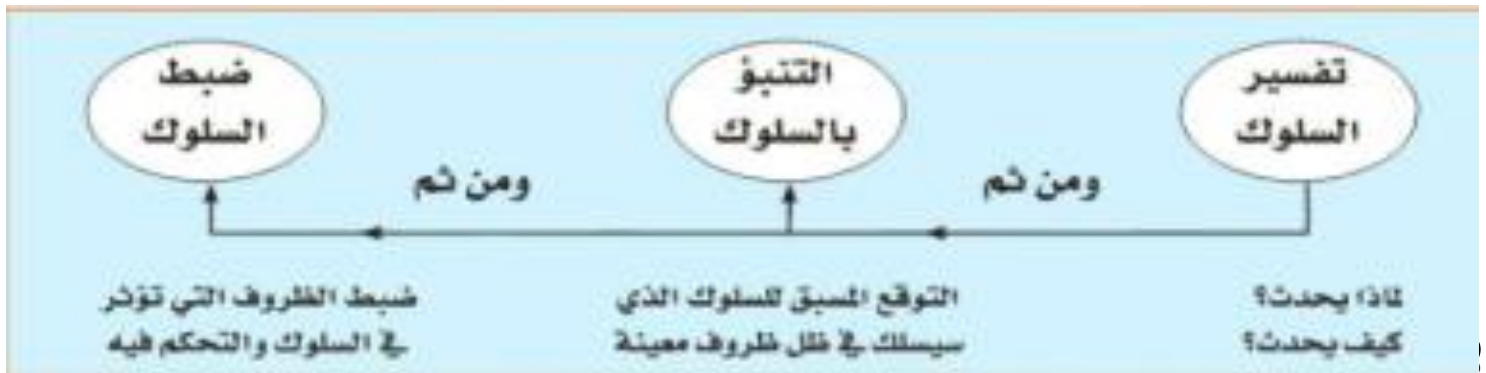 تفسير
السلوك
التنبؤ
بالسلوك
ضبط
السلوك
ومن ثم
ومن ثم
لماذا يحدث؟
كيف يحدث؟
التوقع المسبق للسلوك الذي
سيسلك في ظل ظروف معينة
ضبط الظروف التي تؤثر
في السلوك والتحكم فيه